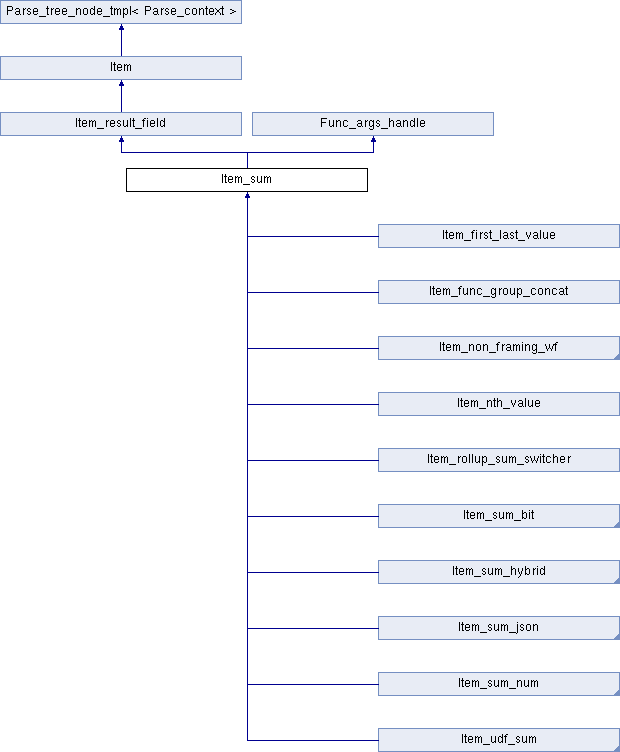 Parse_tree_node_tmpl< Parse_context >
Item
Item_result_field
Func_args_handle
Item_sum
Item_first_last_value
Item_func_group_concat
Item_non_framing_wf
Item_nth_value
Item_rollup_sum_switcher
Item_sum_bit
Item_sum_hybrid
Item_sum_json
Item_sum_num
Item_udf_sum